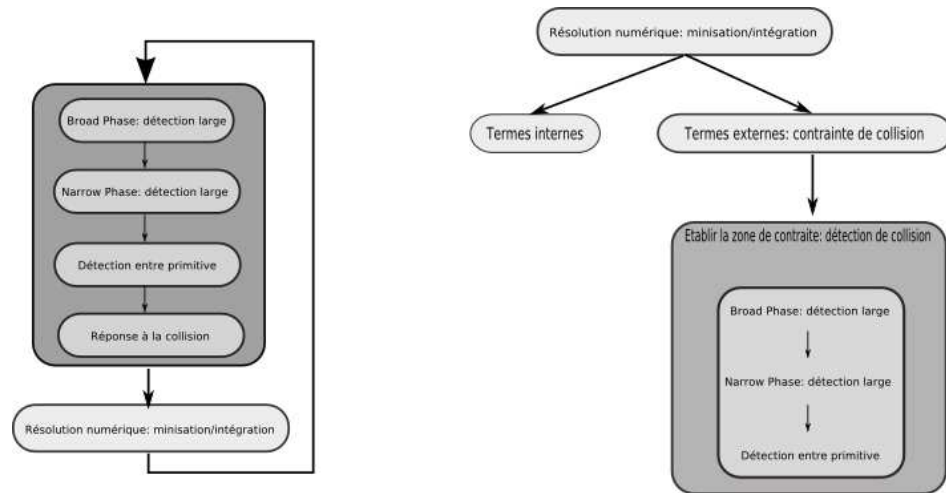 Broad Phase: détection large
Narrow Phase: détection large
Détection entre primitive
Réponse à la collision
Résolution numérique: minisation/intégration
Résolution numérique: minisation/intégration
Termes internes
Termes externes: contrainte de collision
Etablir la zone de contraite: détection de collision
Broad Phase: détection large
Narrow Phase: détection large
Détection entre primitive